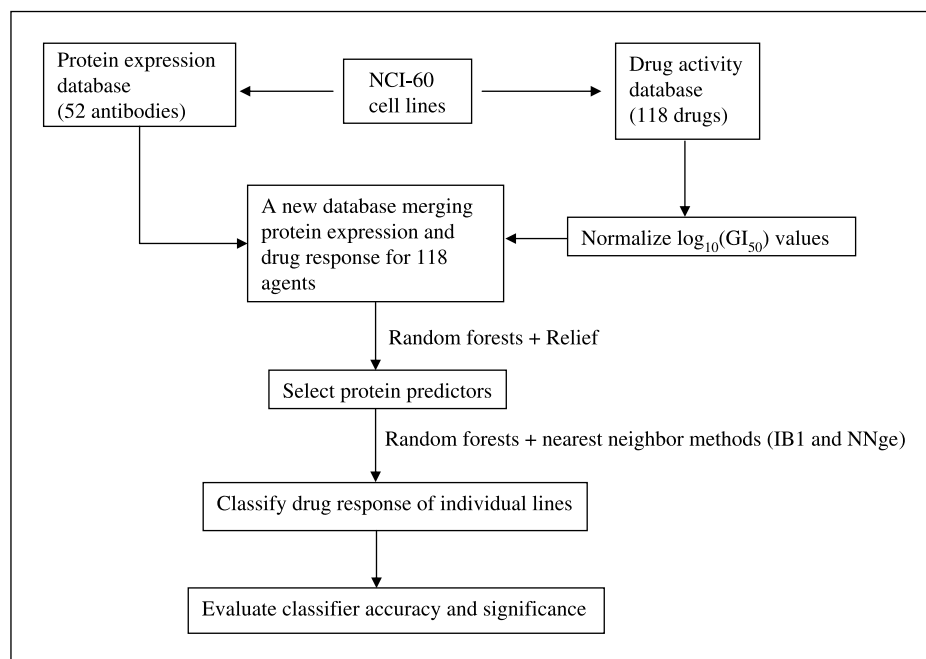 Protein expression
database
(52 antibodies)
NCI-60
cell lines
Drug activity
database
(118 drugs)
A new database merging
protein expression and
drug response for 118
agents
Normalize log₁₀(GI₅₀) values
Random forests + Relief
Select protein predictors
Random forests + nearest neighbor methods (IB1 and NNge)
Classify drug response of individual lines
Evaluate classifier accuracy and significance